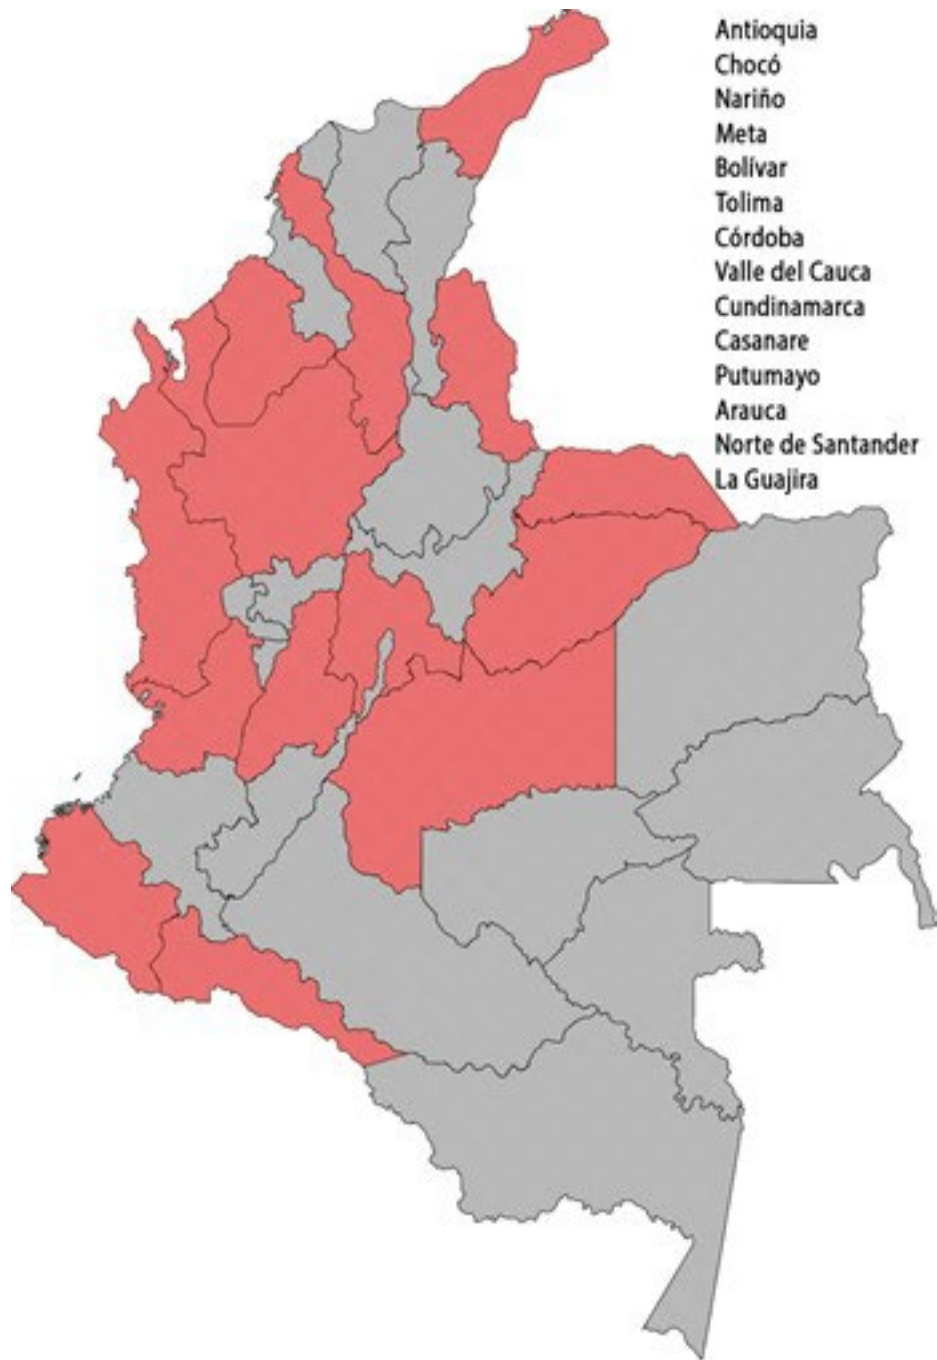 Antioquia
Chocó
Nariño
Meta
Bolívar
Tolima
Córdoba
Valle del Cauca
Cundinamarca
Casanare
Putumayo
Arauca
Norte de Santander
La Guajira